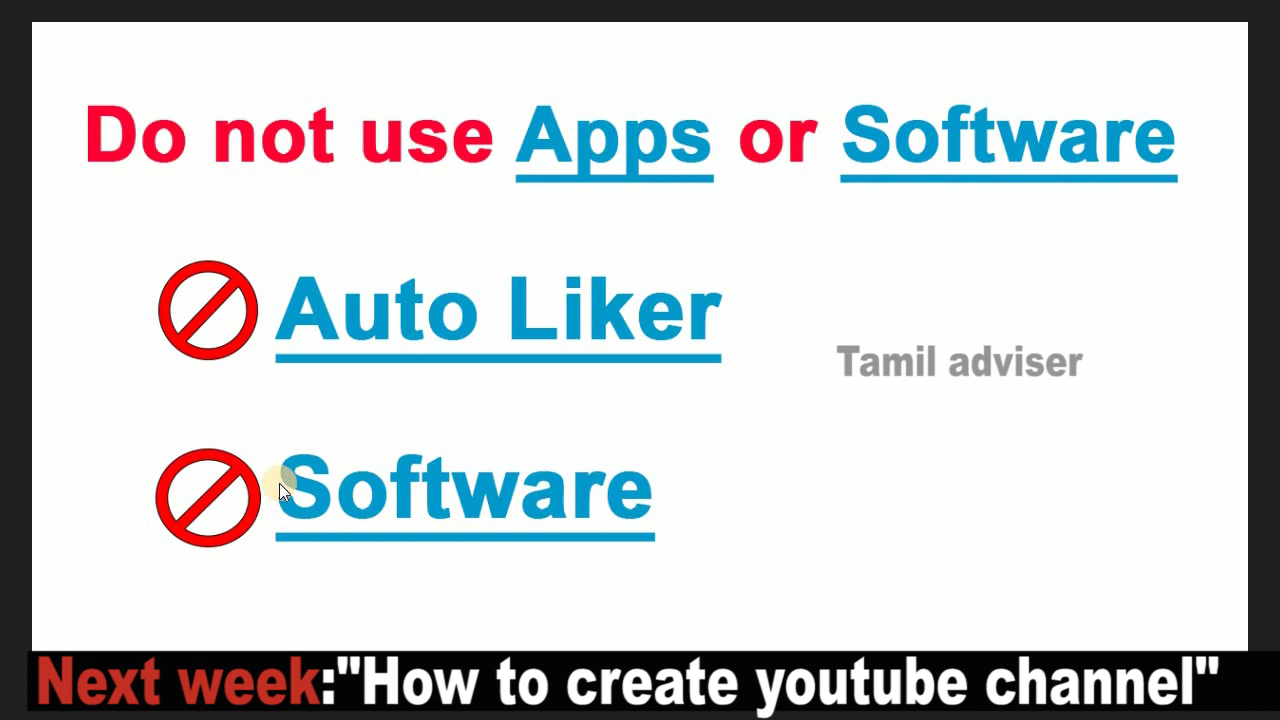 Do not use Apps or Software
Auto Liker
Tamil adviser
Software
Next week:"How to create youtube channel"